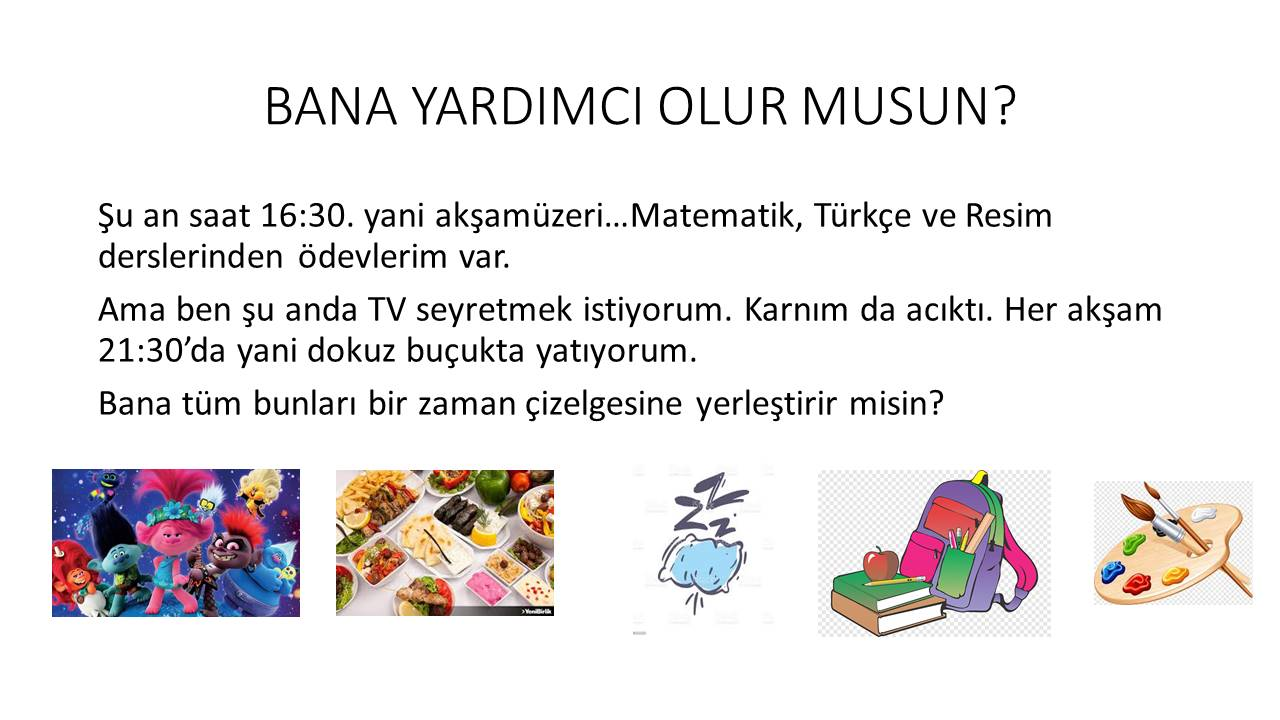 BANA YARDIMCI OLUR MUSUN?
Şu an saat 16:30. yani akşamüzeri…Matematik, Türkçe ve Resim
derslerinden ödevlerim var.
Ama ben şu anda TV seyretmek istiyorum. Karnım da acıktı. Her akşam
21:30’da yani dokuz buçukta yatıyorum.
Bana tüm bunları bir zaman çizelgesine yerleştirir misin?
ZZz
>YeniBirlik